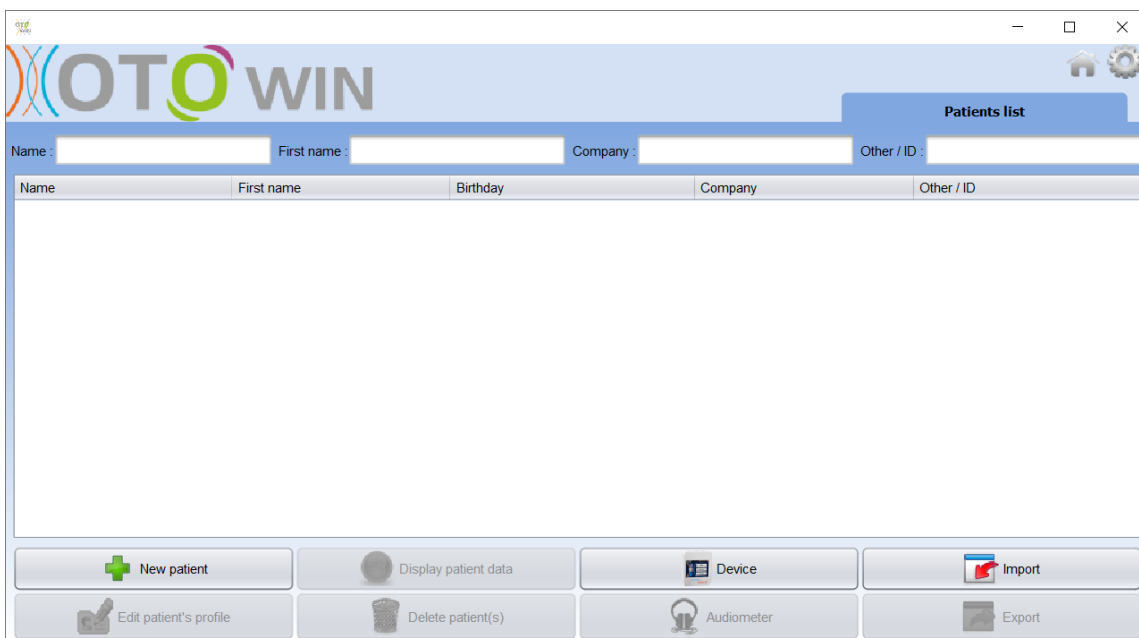 OTO WIN
Patients list
Name : First name : Company : Other / ID :
Name First name Birthday Company Other / ID
New patient Display patient data Device Import
Edit patient's profile Delete patient(s) Audiometer Export